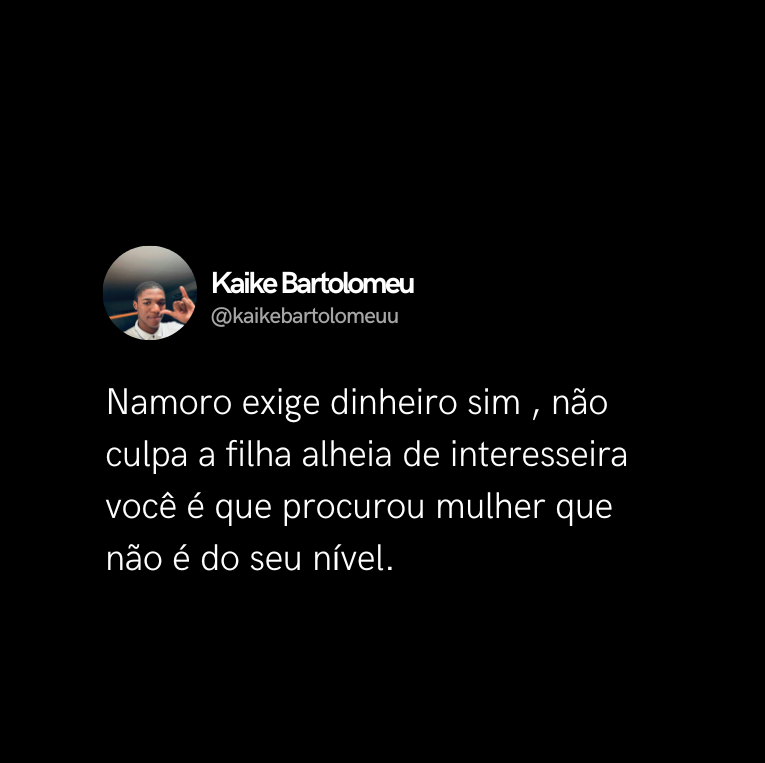 Kaike Bartolomeu
@kaikebartolomeuu
Namoro exige dinheiro sim , não
culpa a filha alheia de interesseira
você é que procurou mulher que
não é do seu nível.